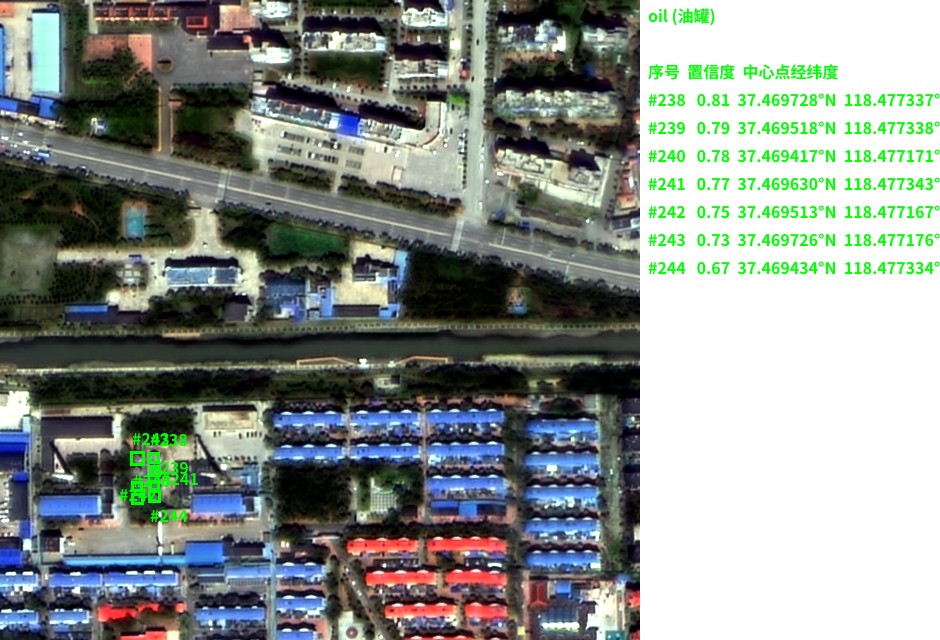 oil (油罐)
序号 置信度 中心点经纬度
#238 0.81 37.469728°N 118.477337°
#239 0.79 37.469518°N 118.477338°
#240 0.78 37.469417°N 118.477171°
#241 0.77 37.469630°N 118.477343°
#242 0.75 37.469513°N 118.477167°
#243 0.73 37.469726°N 118.477176°
#244 0.67 37.469434°N 118.477334°
#238
#241
#244